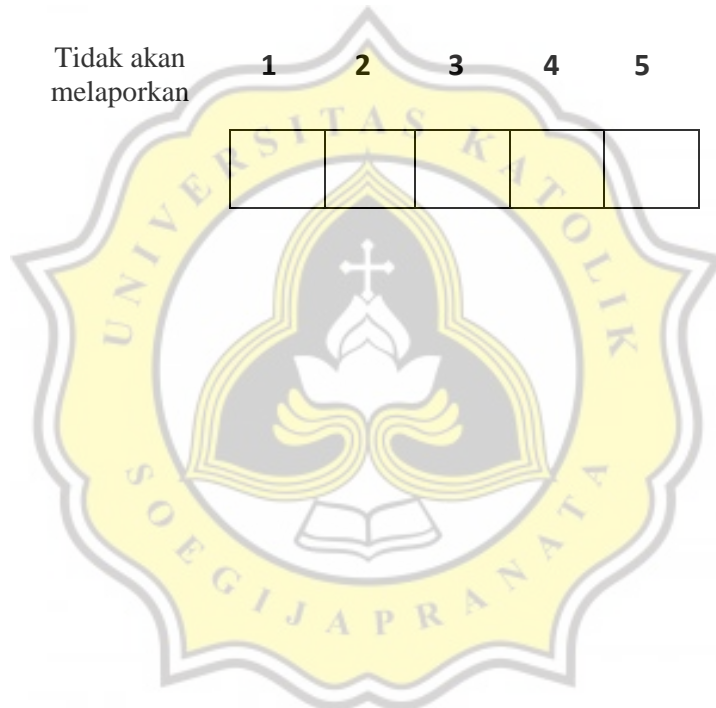 Tidak akan 1 2 3 4 5
melaporkan
UNIVERSITAS KATOLIK
SOEGIJAPRANATA